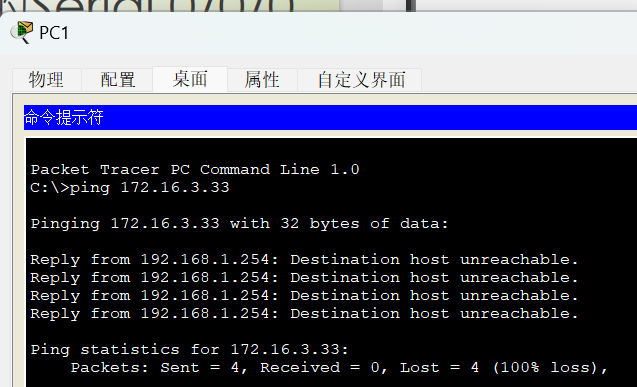 PC1
物理 配置 桌面 属性 自定义界面
命令提示符
Packet Tracer PC Command Line 1.0
C:\>ping 172.16.3.33
Pinging 172.16.3.33 with 32 bytes of data:
Reply from 192.168.1.254: Destination host unreachable.
Reply from 192.168.1.254: Destination host unreachable.
Reply from 192.168.1.254: Destination host unreachable.
Reply from 192.168.1.254: Destination host unreachable.
Ping statistics for 172.16.3.33:
Packets: Sent = 4, Received = 0, Lost = 4 (100% loss),